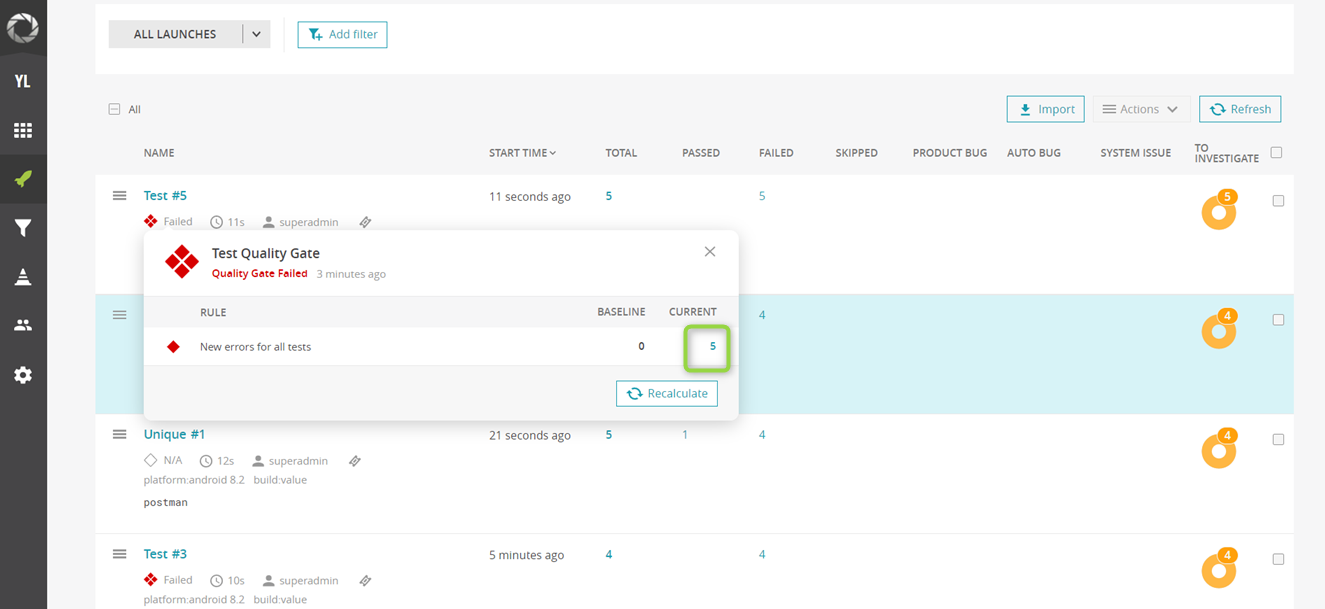 ALL LAUNCHES
Add filter
YL
All
Import
Actions
Refresh
NAME START TIME TOTAL PASSED FAILED SKIPPED PRODUCT BUG AUTO BUG SYSTEM ISSUE TO INVESTIGATE
Test #5 11 seconds ago 5 5 5
Failed 11s superadmin
Test Quality Gate
Quality Gate Failed 3 minutes ago
RULE BASELINE CURRENT
4 4
New errors for all tests 0 5
Recalculate
Unique #1 21 seconds ago 5 1 4 4
N/A 12s superadmin
platform:android 8.2 build:value
postman
Test #3 5 minutes ago 4 4 4
Failed 10s superadmin
platform:android 8.2 build:value